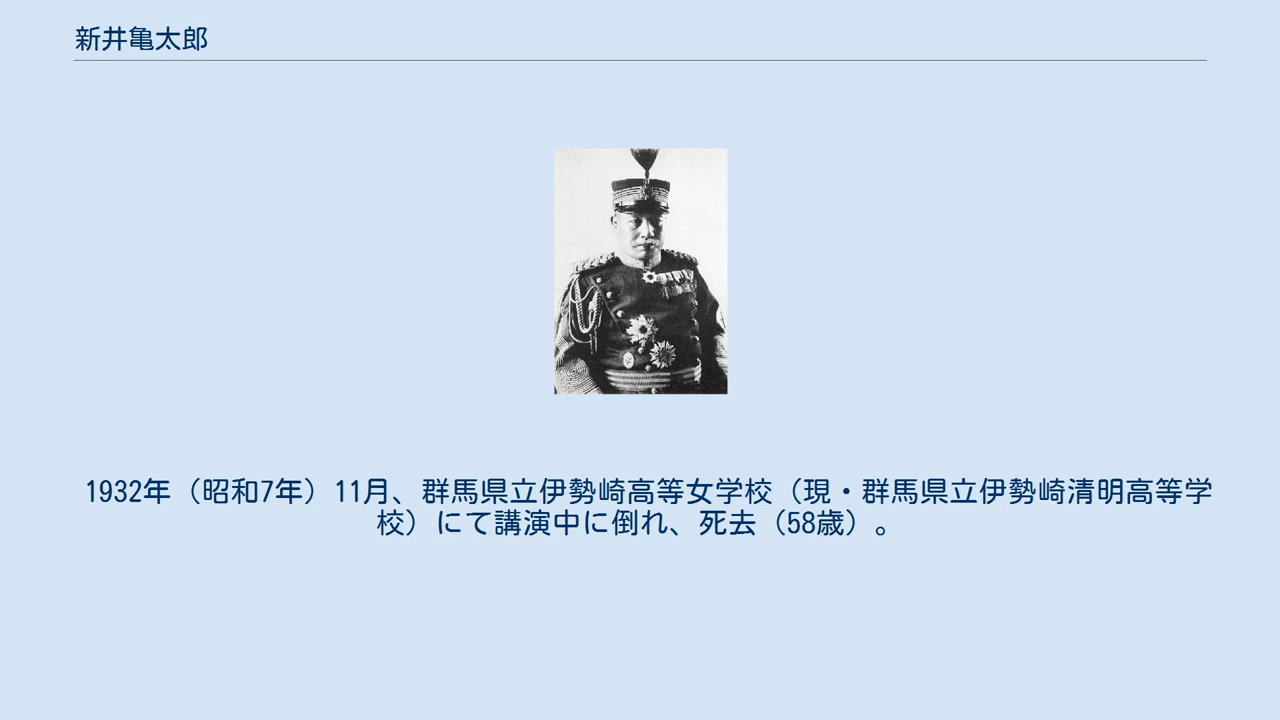 新井亀太郎
1932年（昭和7年）11月、群馬県立伊勢崎高等女学校（現・群馬県立伊勢崎清明高等学
校）にて講演中に倒れ、死去（58歳）。